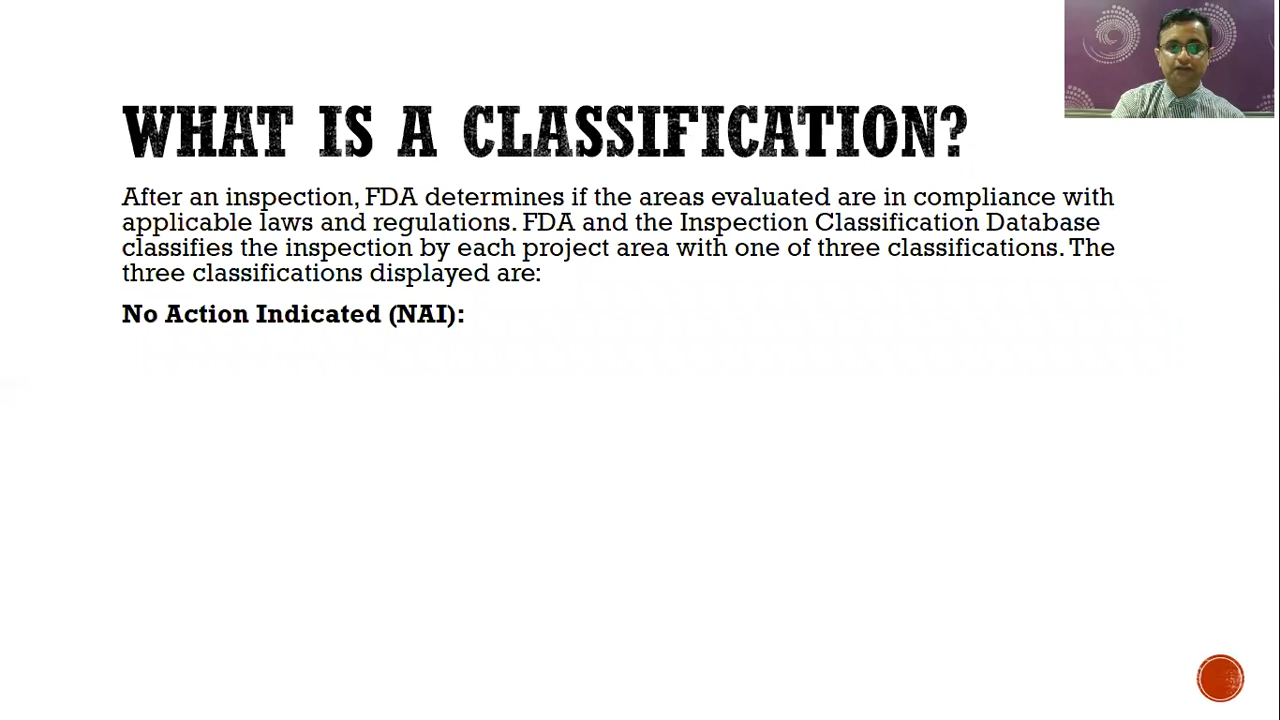 WHAT IS A CLASSIFICATION?
After an inspection, FDA determines if the areas evaluated are in compliance with
applicable laws and regulations. FDA and the Inspection Classification Database
classifies the inspection by each project area with one of three classifications. The
three classifications displayed are:
No Action Indicated (NAI):